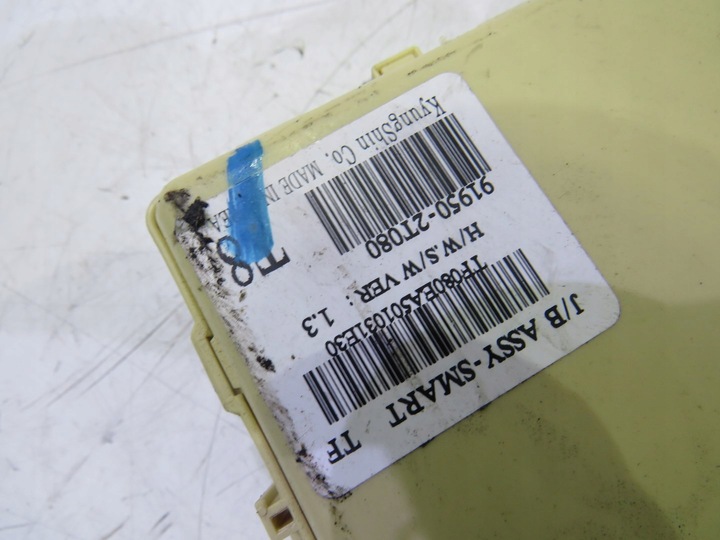 J/B ASSY-SMART TF
TF080EA501031E30
H/W,S/W VER : 1.3
91950-2T080
KyungShin Co. MADE IN